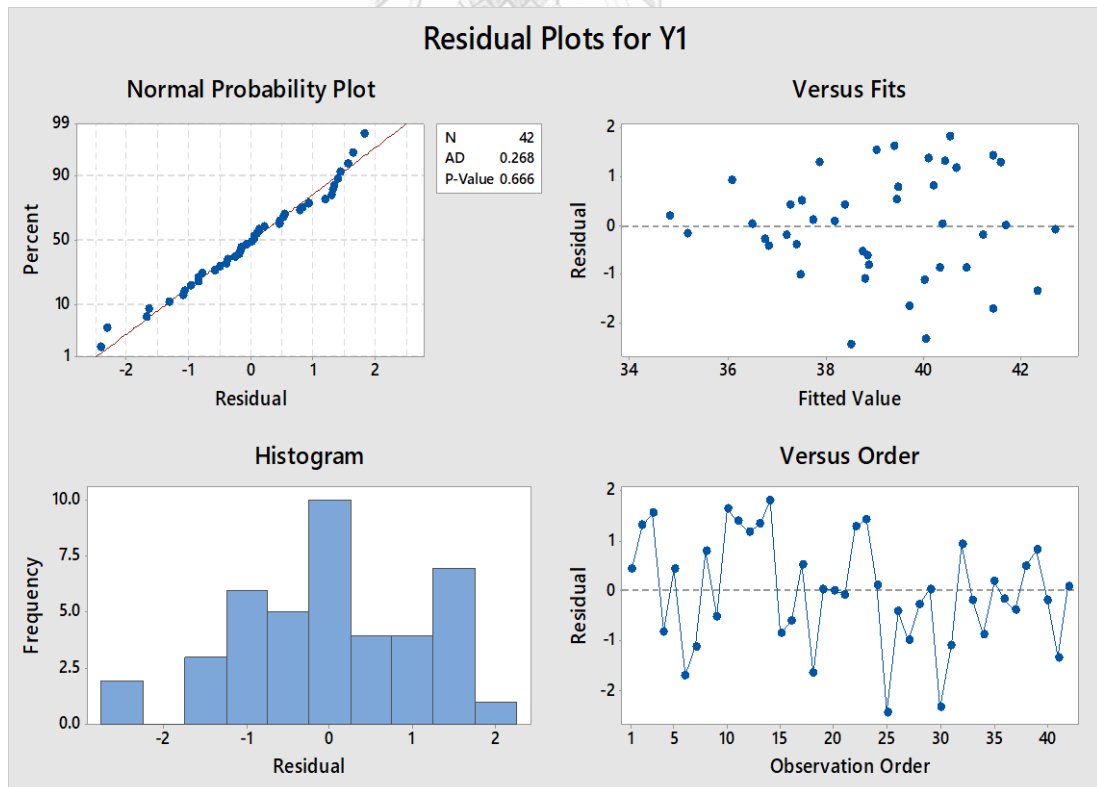 Residual Plots for Y1
Normal Probability Plot
99
90
50
10
1
Percent
-2 -1 0 1 2
Residual
N 42
AD 0.268
P-Value 0.666
Versus Fits
2
1
0
-1
-2
Residual
34 36 38 40 42
Fitted Value
Histogram
10.0
7.5
5.0
2.5
0.0
Frequency
-2 -1 0 1 2
Residual
Versus Order
2
1
0
-1
-2
Residual
1 5 10 15 20 25 30 35 40
Observation Order